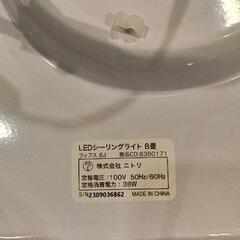 LEDシーリングライト 8畳
フィプス 8J 商品CD:8380171
株式会社 ニトリ
定格電圧:100V 50Hz/60Hz
定格消費電力:38W
S/N2309036862 MADE IN CHINA